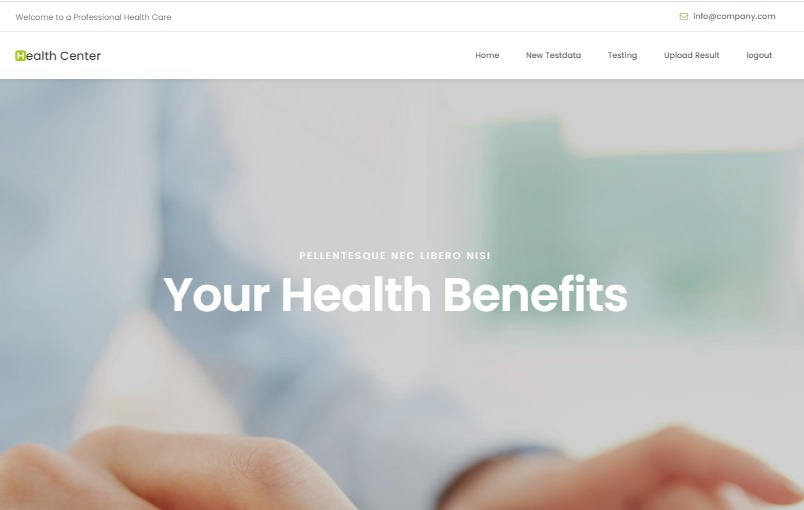 Welcome to a Professional Health Care
info@company.com
Health Center
Home
New Testdata
Testing
Upload Result
logout
PELLENTESQUE NEC LIBERO NISI
Your Health Benefits